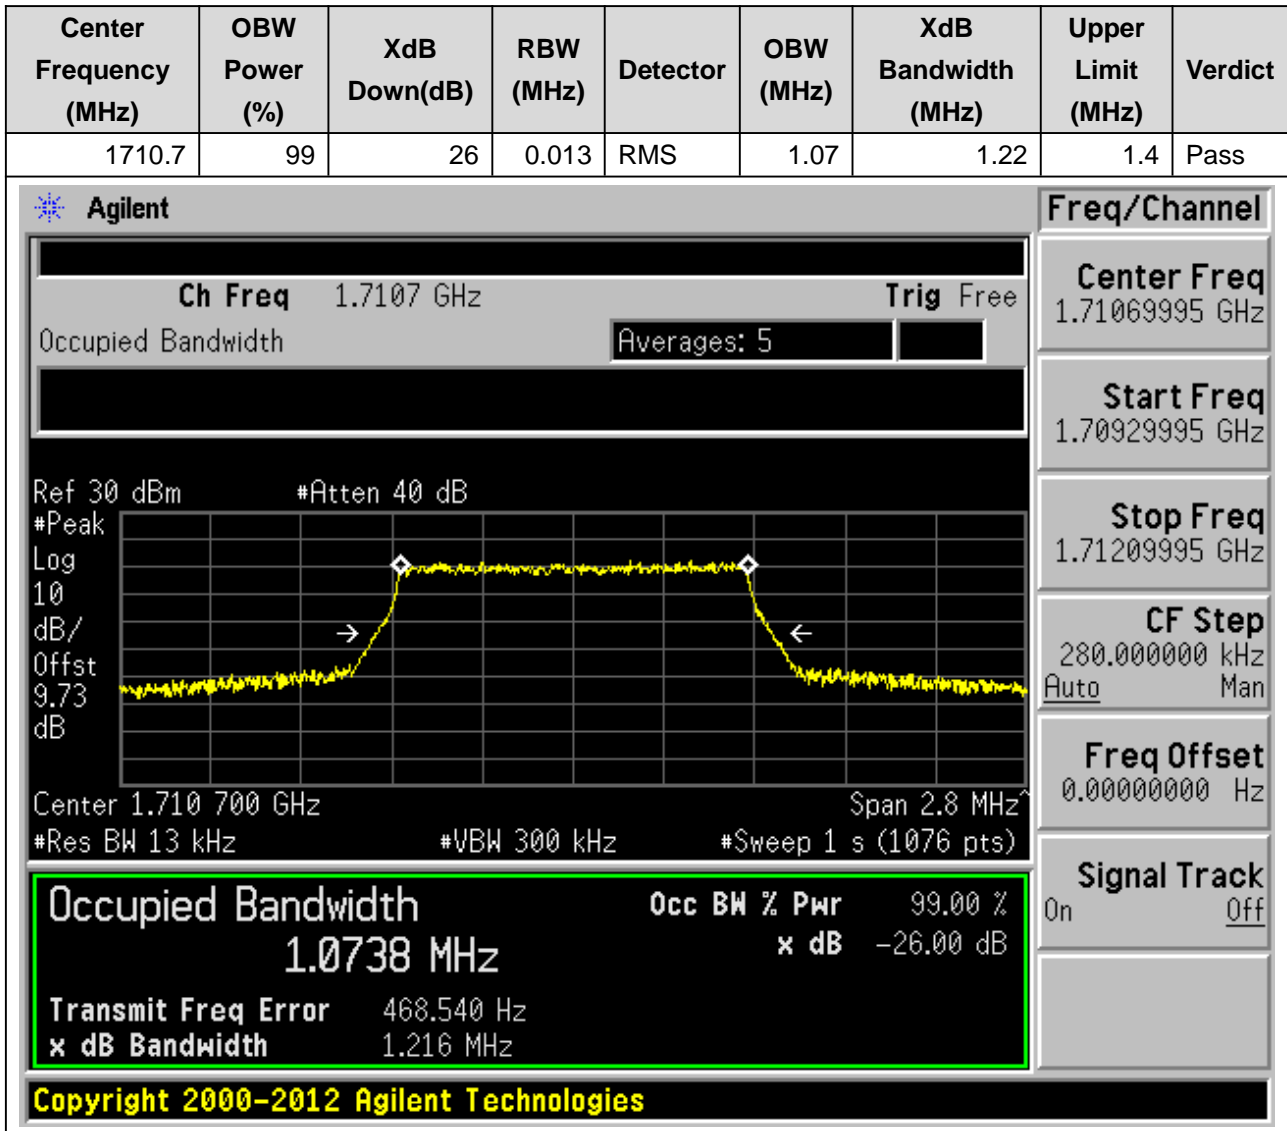 Center Frequency (MHz) OBW Power (%) XdB Down(dB) RBW (MHz) Detector OBW (MHz) XdB Bandwidth (MHz) Upper Limit (MHz) Verdict
1710.7 99 26 0.013 RMS 1.07 1.22 1.4 Pass
Agilent
Freq/Channel
Ch Freq 1.7107 GHz Trig Free
Occupied Bandwidth Averages: 5
Center Freq
1.71069995 GHz
Start Freq
1.70929995 GHz
Stop Freq
1.71209995 GHz
CF Step
280.000000 kHz
Auto Man
Freq Offset
0.00000000 Hz
Signal Track
On Off
Ref 30 dBm #Atten 40 dB
#Peak
Log
10
dB/
Offst
9.73
dB
Center 1.710 700 GHz Span 2.8 MHz^
#Res BW 13 kHz #VBW 300 kHz #Sweep 1 s (1076 pts)
Occupied Bandwidth
1.0738 MHz
Occ BW % Pwr 99.00 %
x dB -26.00 dB
Transmit Freq Error 468.540 Hz
x dB Bandwidth 1.216 MHz
Copyright 2000-2012 Agilent Technologies